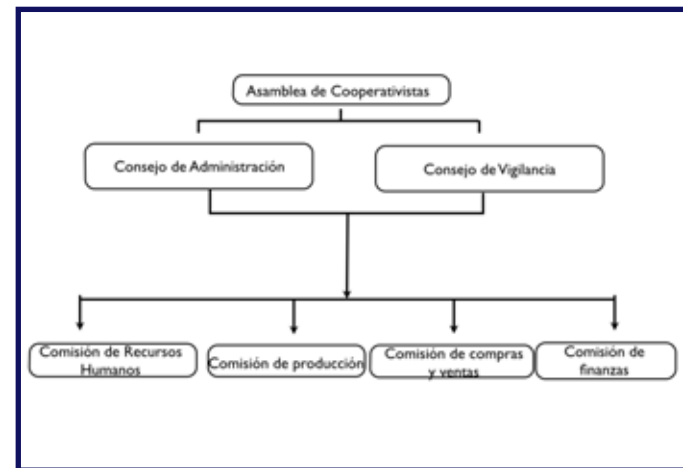 Asamblea de Cooperativistas
Consejo de Administración
Consejo de Vigilancia
Comisión de Recursos
Humanos
Comisión de producción
Comisión de compras
y ventas
Comisión de
finanzas